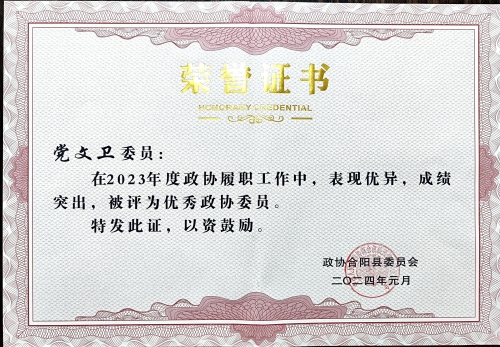 荣誉证书
HONORARY CREDENTIAL
党文卫委员：
在2023年度政协履职工作中，表现优异，成绩
突出，被评为优秀政协委员。
特发此证，以资鼓励。
政协合阳县委员会
二〇二四年元月